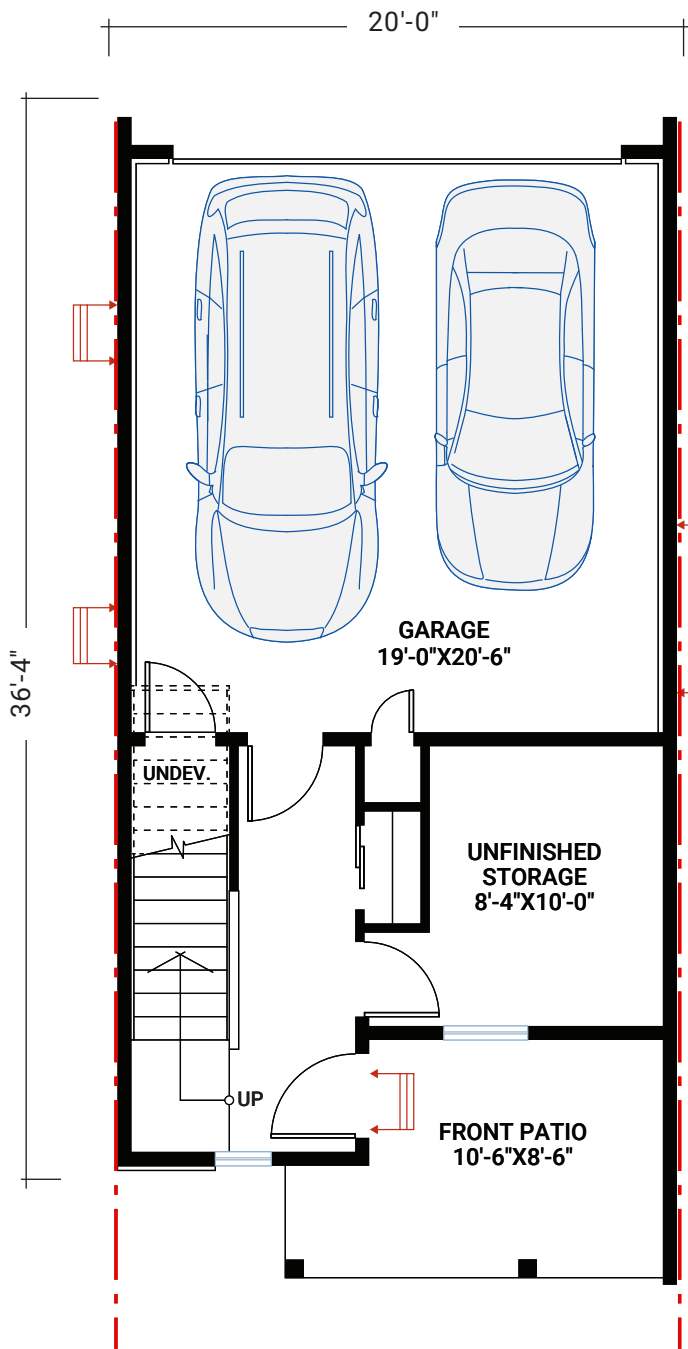 20'-0"
36'-4"
GARAGE
19'-0"X20'-6"
UNDEV.
UNFINISHED
STORAGE
8'-4"X10'-0"
UP
FRONT PATIO
10'-6"X8'-6"